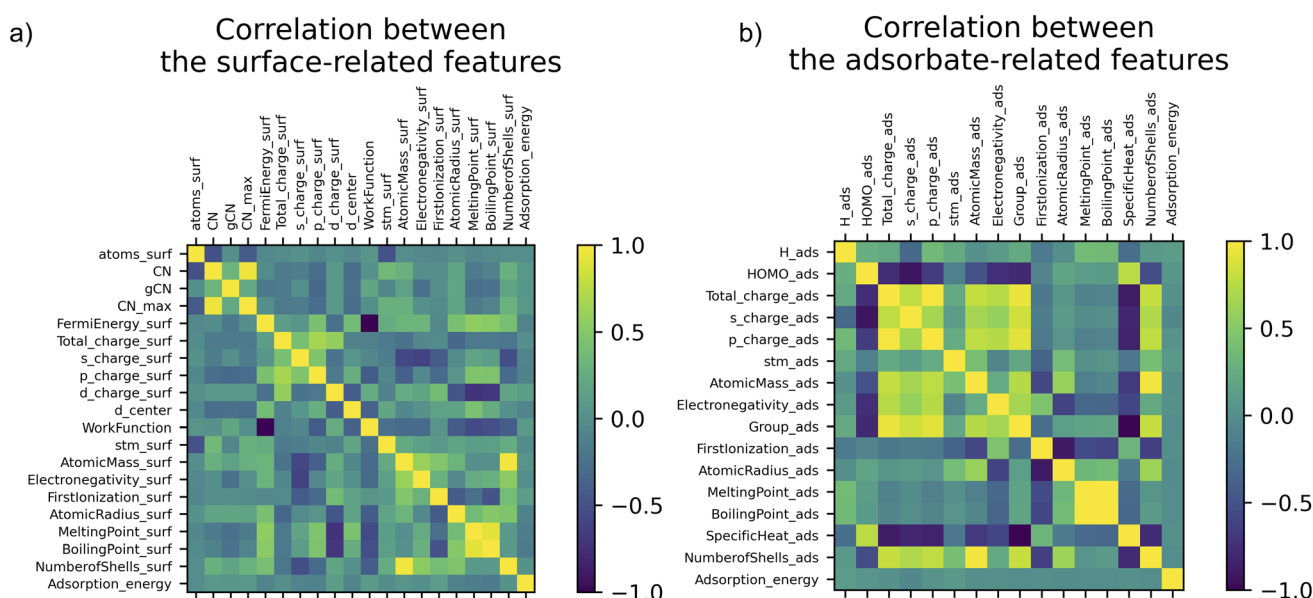 a)
Correlation between
the surface-related features
atoms_surf
CN
gCN
CN_max
FermiEnergy_surf
Total_charge_surf
s_charge_surf
p_charge_surf
d_charge_surf
d_center
WorkFunction
stm_surf
AtomicMass_surf
Electronegativity_surf
FirstIonization_surf
AtomicRadius_surf
MeltingPoint_surf
BoilingPoint_surf
NumberofShells_surf
Adsorption_energy
atoms_surf
CN
gCN
CN_max
FermiEnergy_surf
Total_charge_surf
s_charge_surf
p_charge_surf
d_charge_surf
d_center
WorkFunction
stm_surf
AtomicMass_surf
Electronegativity_surf
FirstIonization_surf
AtomicRadius_surf
MeltingPoint_surf
BoilingPoint_surf
NumberofShells_surf
Adsorption_energy
1.0
0.5
0.0
−0.5
−1.0
b)
Correlation between
the adsorbate-related features
H_ads
HOMO_ads
Total_charge_ads
s_charge_ads
p_charge_ads
stm_ads
AtomicMass_ads
Electronegativity_ads
Group_ads
FirstIonization_ads
AtomicRadius_ads
MeltingPoint_ads
BoilingPoint_ads
SpecificHeat_ads
NumberofShells_ads
Adsorption_energy
H_ads
HOMO_ads
Total_charge_ads
s_charge_ads
p_charge_ads
stm_ads
AtomicMass_ads
Electronegativity_ads
Group_ads
FirstIonization_ads
AtomicRadius_ads
MeltingPoint_ads
BoilingPoint_ads
SpecificHeat_ads
NumberofShells_ads
Adsorption_energy
1.0
0.5
0.0
−0.5
−1.0